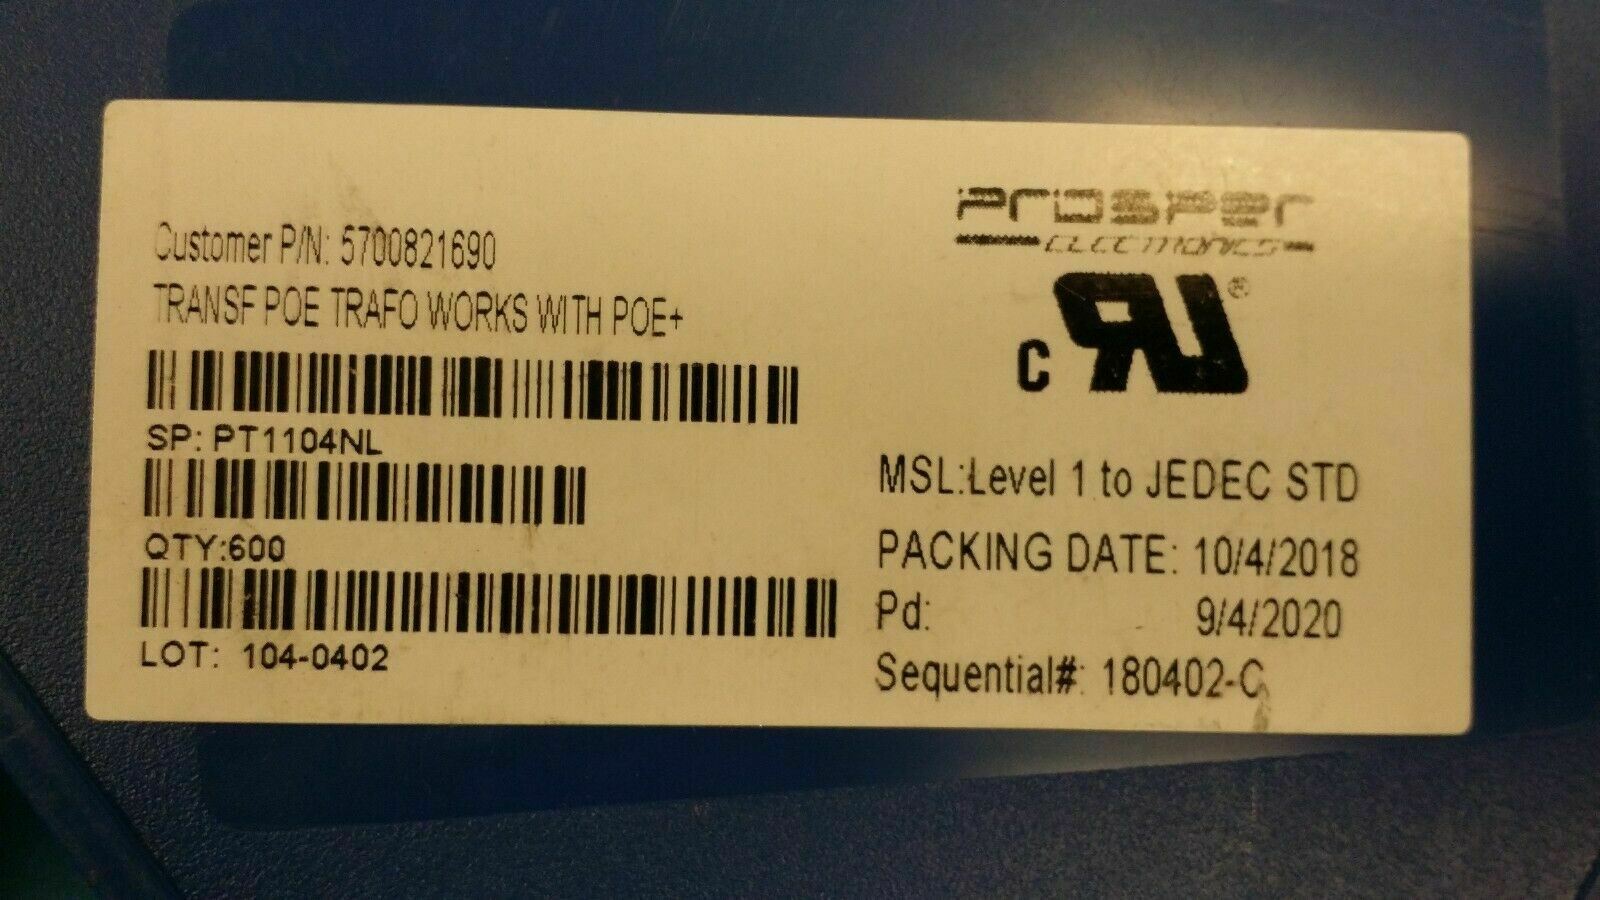 Customer P/N: 5700821690
TRANSF POE TRAFO WORKS WITH POE+
SP: PT1104NL
QTY:600
LOT: 104-0402
PROSPER
ELECTRONICS
C RU ®
MSL:Level 1 to JEDEC STD
PACKING DATE: 10/4/2018
Pd: 9/4/2020
Sequential#: 180402-C